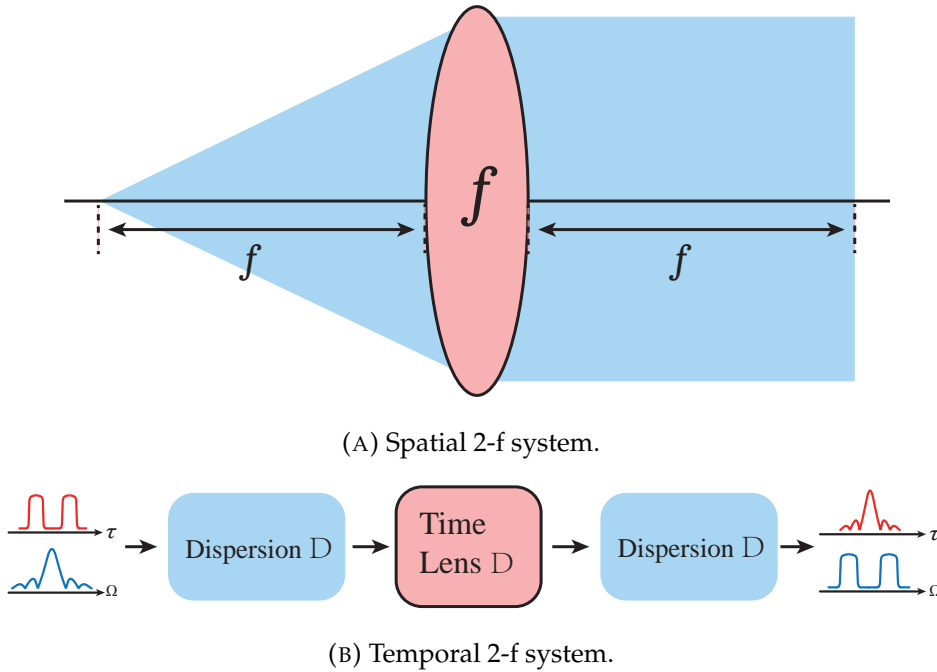 f
f
f
(A) Spatial 2-f system.
τ
Ω
Dispersion D
Time
Lens D
Dispersion D
τ
Ω
(B) Temporal 2-f system.